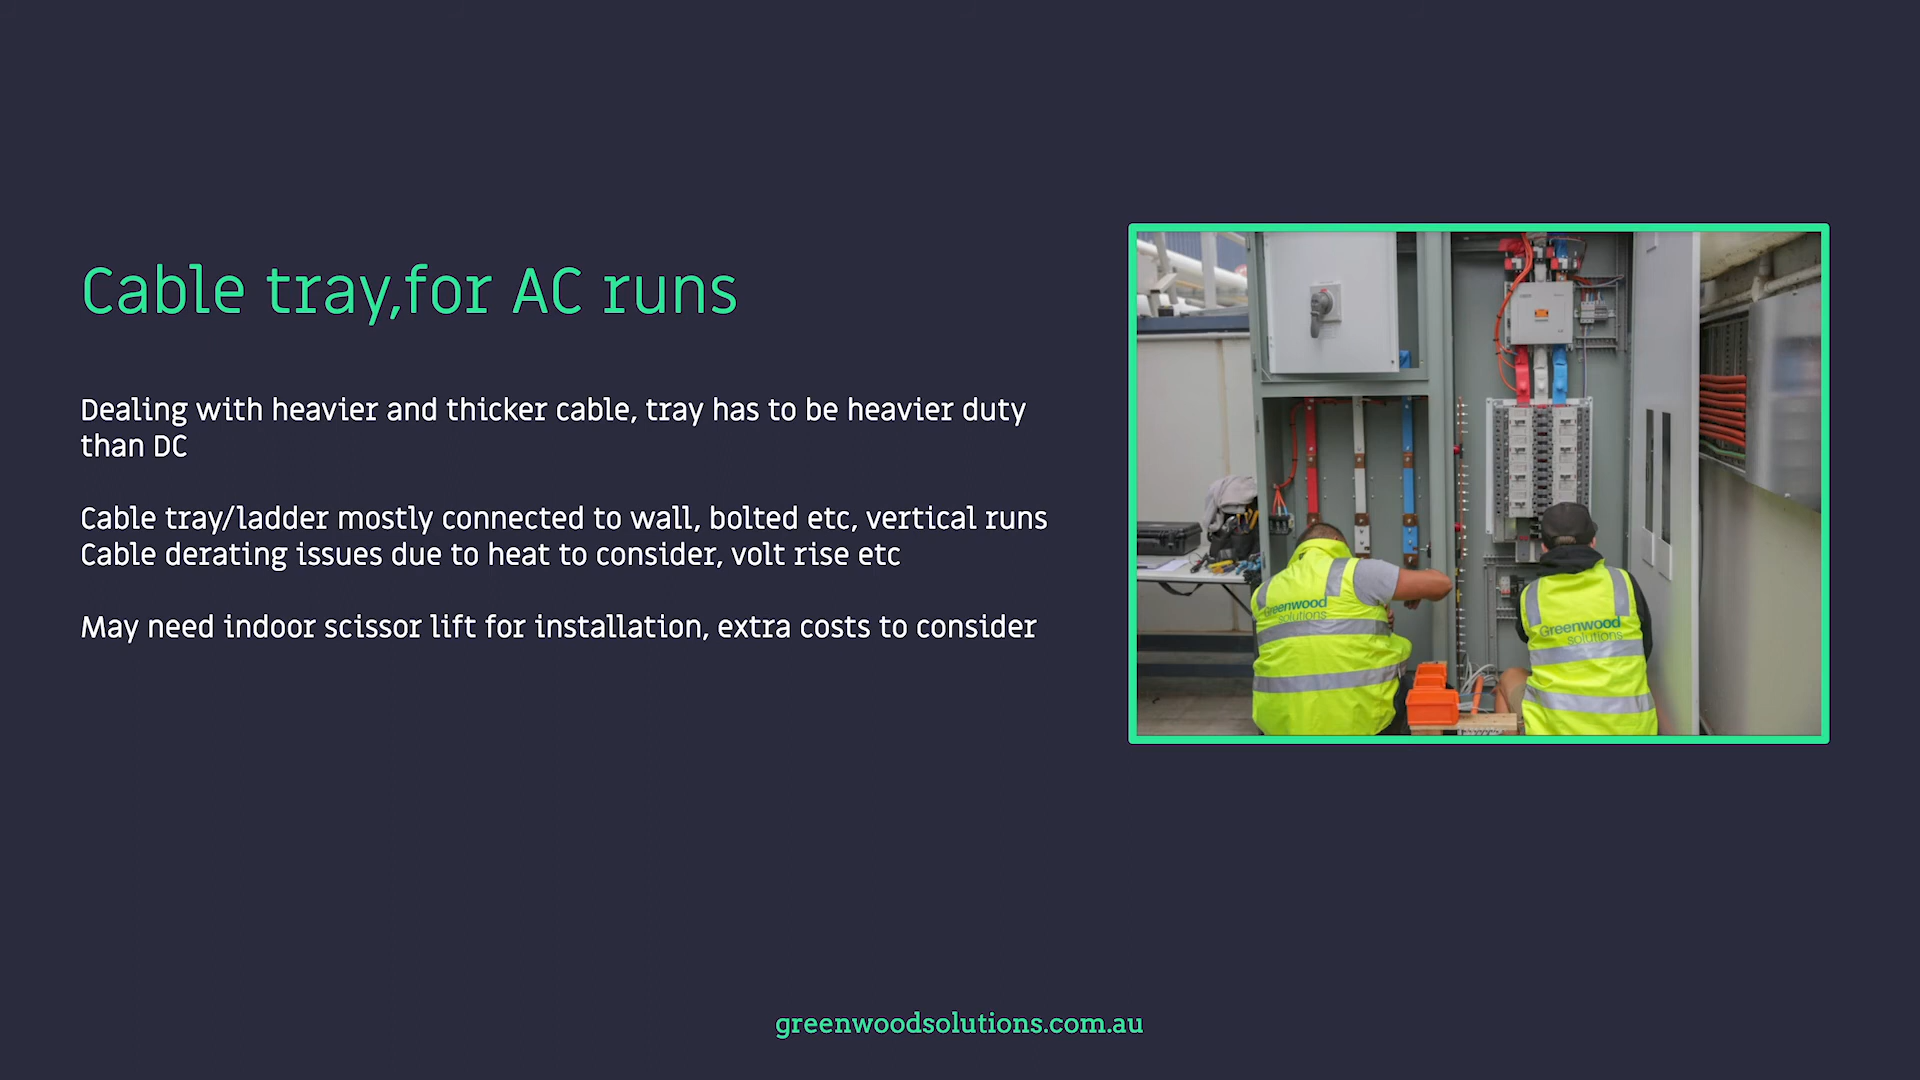 Cable tray,for AC runs
Dealing with heavier and thicker cable, tray has to be heavier duty
than DC
Cable tray/ladder mostly connected to wall, bolted etc, vertical runs
Cable derating issues due to heat to consider, volt rise etc
May need indoor scissor lift for installation, extra costs to consider
Greenwood
solutions
Greenwood
solutions
greenwoodsolutions.com.au